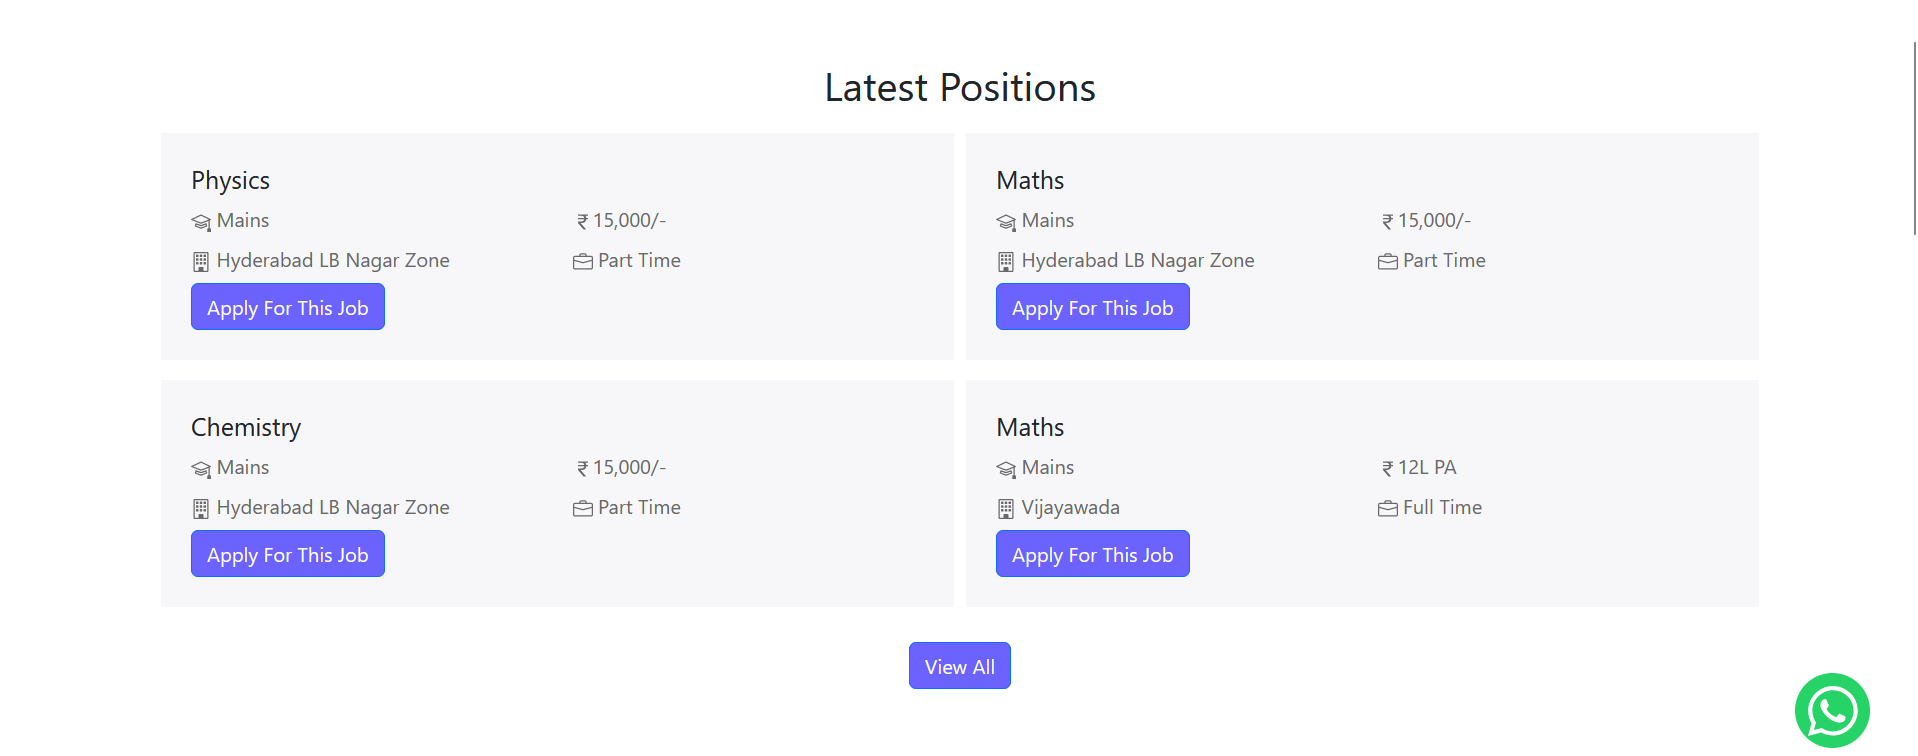 Latest Positions
Physics
Mains
₹ 15,000/-
Hyderabad LB Nagar Zone
Part Time
Apply For This Job
Maths
Mains
₹ 15,000/-
Hyderabad LB Nagar Zone
Part Time
Apply For This Job
Chemistry
Mains
₹ 15,000/-
Hyderabad LB Nagar Zone
Part Time
Apply For This Job
Maths
Mains
₹ 12L PA
Vijayawada
Full Time
Apply For This Job
View All